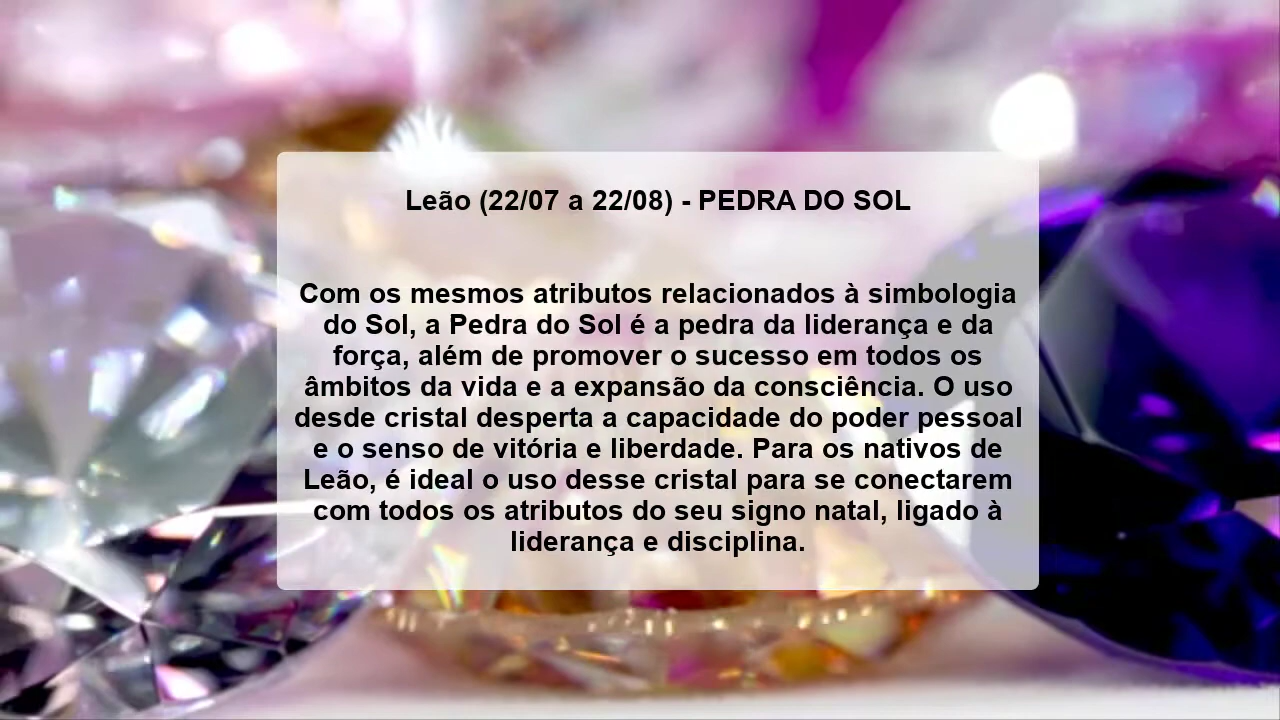 Leão (22/07 a 22/08) - PEDRA DO SOL
Com os mesmos atributos relacionados à simbologia
do Sol, a Pedra do Sol é a pedra da liderança e da
força, além de promover o sucesso em todos os
âmbitos da vida e a expansão da consciência. O uso
desde cristal desperta a capacidade do poder pessoal
e o senso de vitória e liberdade. Para os nativos de
Leão, é ideal o uso desse cristal para se conectarem
com todos os atributos do seu signo natal, ligado à
liderança e disciplina.